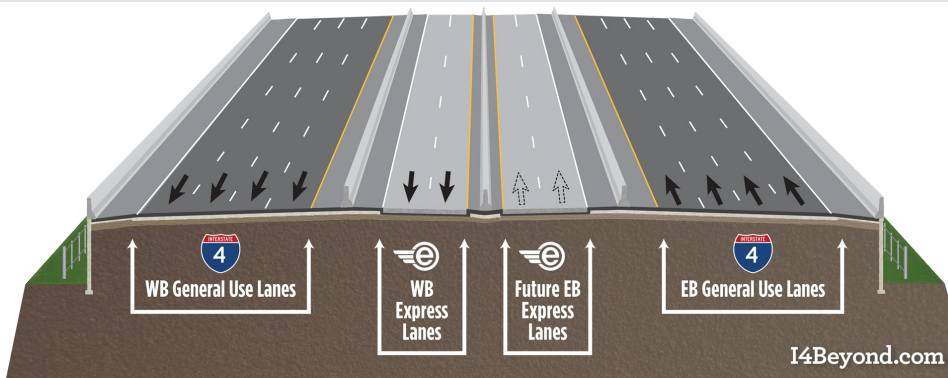 INTERSTATE
4
WB General Use Lanes
e
WB
Express
Lanes
e
Future EB
Express
Lanes
INTERSTATE
4
EB General Use Lanes
I4Beyond.com